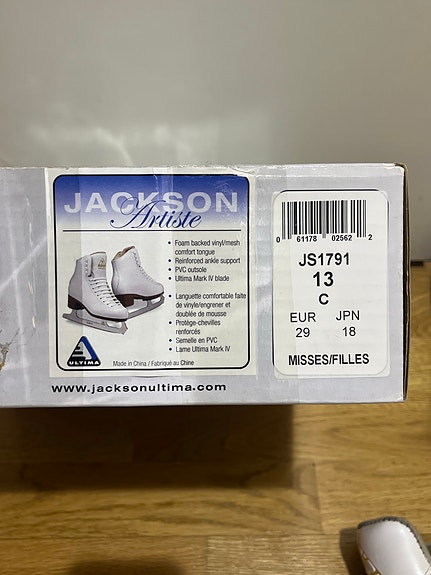 JACKSON
Artiste
• Foam backed vinyl/mesh
comfort tongue
• Reinforced ankle support
• PVC outsole
• Ultima Mark IV blade
• Languette comfortable faite
de vinyle/engrener et
doublée de mousse
• Protège-chevilles
renforcés
• Semelle en PVC
• Lame Ultima Mark IV
ULTIMA
Made in China / Fabriqué au Chine
www.jacksonultima.com
0 61178 02562 2
JS1791
13
C
EUR JPN
29 18
MISSES/FILLES